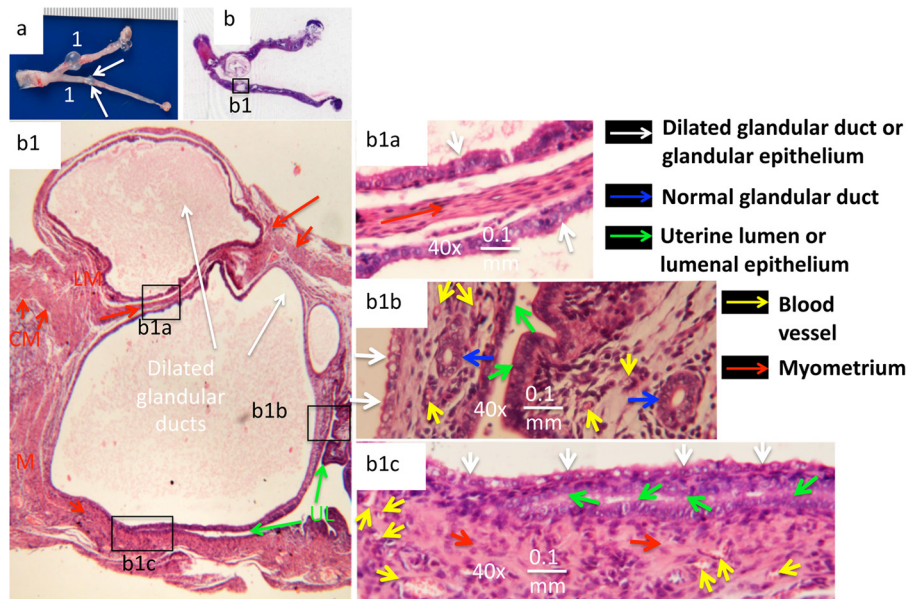 a
1
1
b
b1
b1
LM
CM
b1a
Dilated
glandular
ducts
b1b
M
UL
b1c
b1a
40x
0.1
mm
b1b
40x
0.1
mm
b1c
40x
0.1
mm
Dilated glandular duct or
glandular epithelium
Normal glandular duct
Uterine lumen or
lumenal epithelium
Blood
vessel
Myometrium